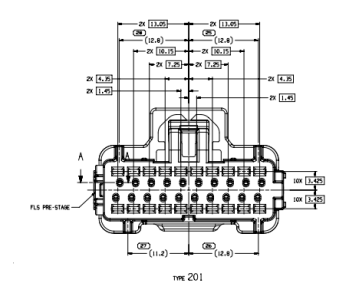 2X 13.05 2X 13.05
28 25
(12.8) (12.8)
2X 10.15 2X 10.15
2X 7.25 2X 7.25
2X 4.35 2X 4.35
2X 1.45 2X 1.45
A A
10X 3.425
FLS PRE-STAGE
10X 3.425
27 26
(11.2) (12.8)
TYPE 201